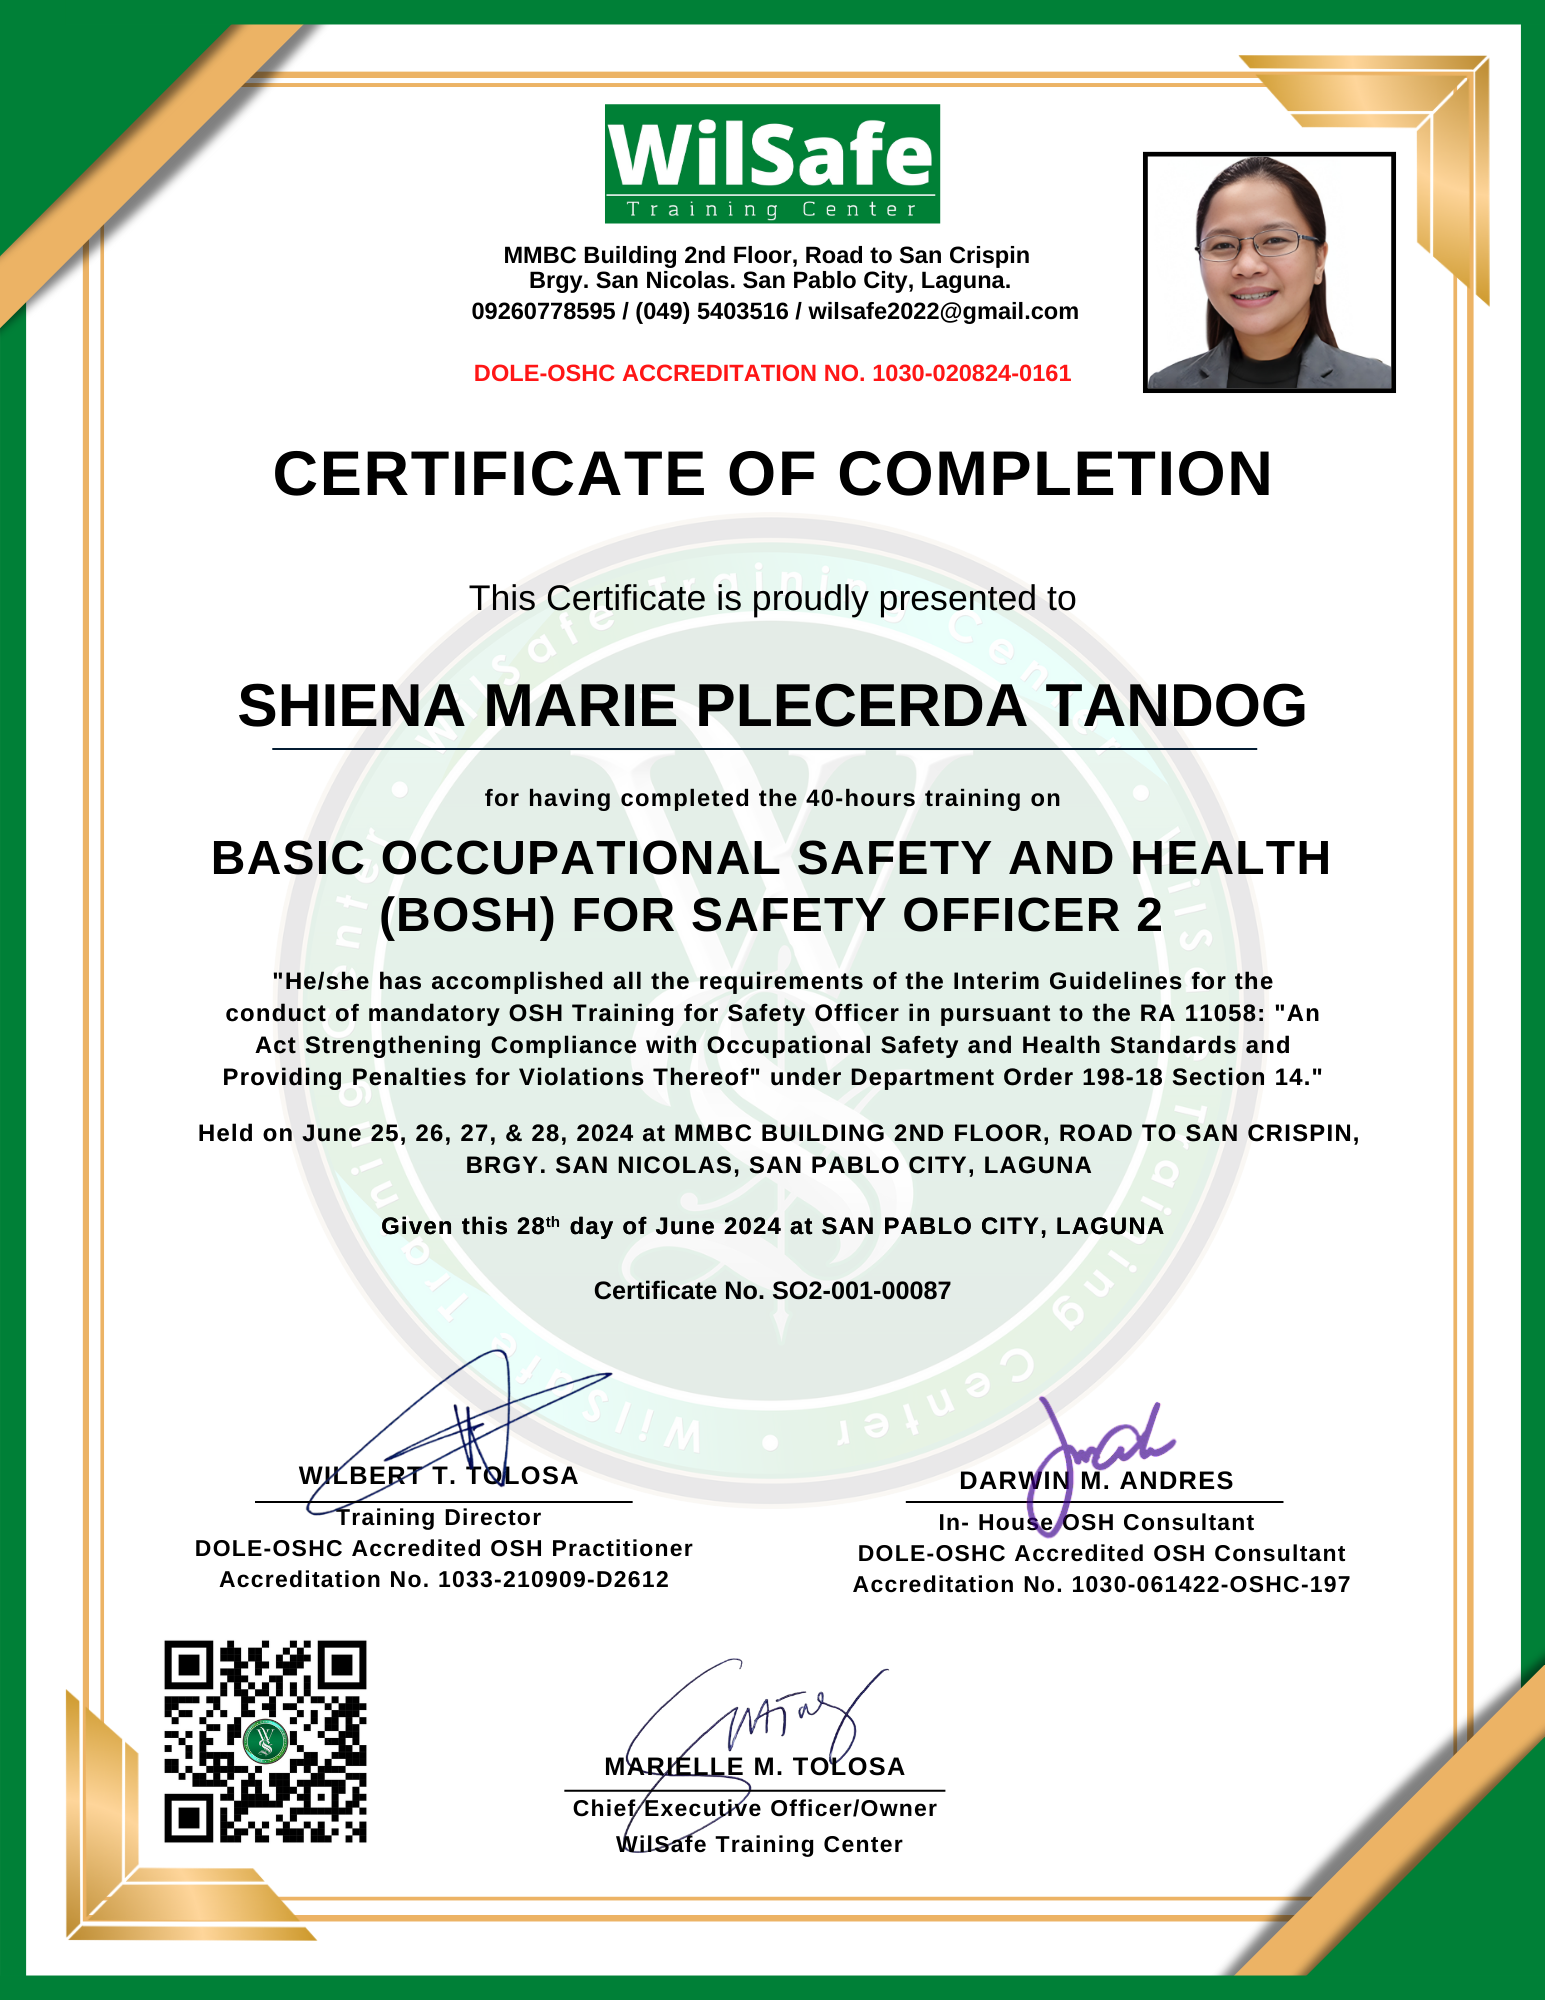 WilSafe
Training Center
MMBC Building 2nd Floor, Road to San Crispin
Brgy. San Nicolas. San Pablo City, Laguna.
09260778595 / (049) 5403516 / wilsafe2022@gmail.com
DOLE-OSHC ACCREDITATION NO. 1030-020824-0161
CERTIFICATE OF COMPLETION
This Certificate is proudly presented to
SHIENA MARIE PLECERDA TANDOG
for having completed the 40-hours training on
BASIC OCCUPATIONAL SAFETY AND HEALTH
(BOSH) FOR SAFETY OFFICER 2
"He/she has accomplished all the requirements of the Interim Guidelines for the
conduct of mandatory OSH Training for Safety Officer in pursuant to the RA 11058: "An
Act Strengthening Compliance with Occupational Safety and Health Standards and
Providing Penalties for Violations Thereof" under Department Order 198-18 Section 14."
Held on June 25, 26, 27, & 28, 2024 at MMBC BUILDING 2ND FLOOR, ROAD TO SAN CRISPIN,
BRGY. SAN NICOLAS, SAN PABLO CITY, LAGUNA
Given this 28th day of June 2024 at SAN PABLO CITY, LAGUNA
Certificate No. SO2-001-00087
WilSafe Training Center • WilSafe Training Center • WilSafe Training Center •
WILBERT T. TOLOSA
Training Director
DOLE-OSHC Accredited OSH Practitioner
Accreditation No. 1033-210909-D2612
DARWIN M. ANDRES
In- House OSH Consultant
DOLE-OSHC Accredited OSH Consultant
Accreditation No. 1030-061422-OSHC-197
MARIELLE M. TOLOSA
Chief Executive Officer/Owner
WilSafe Training Center